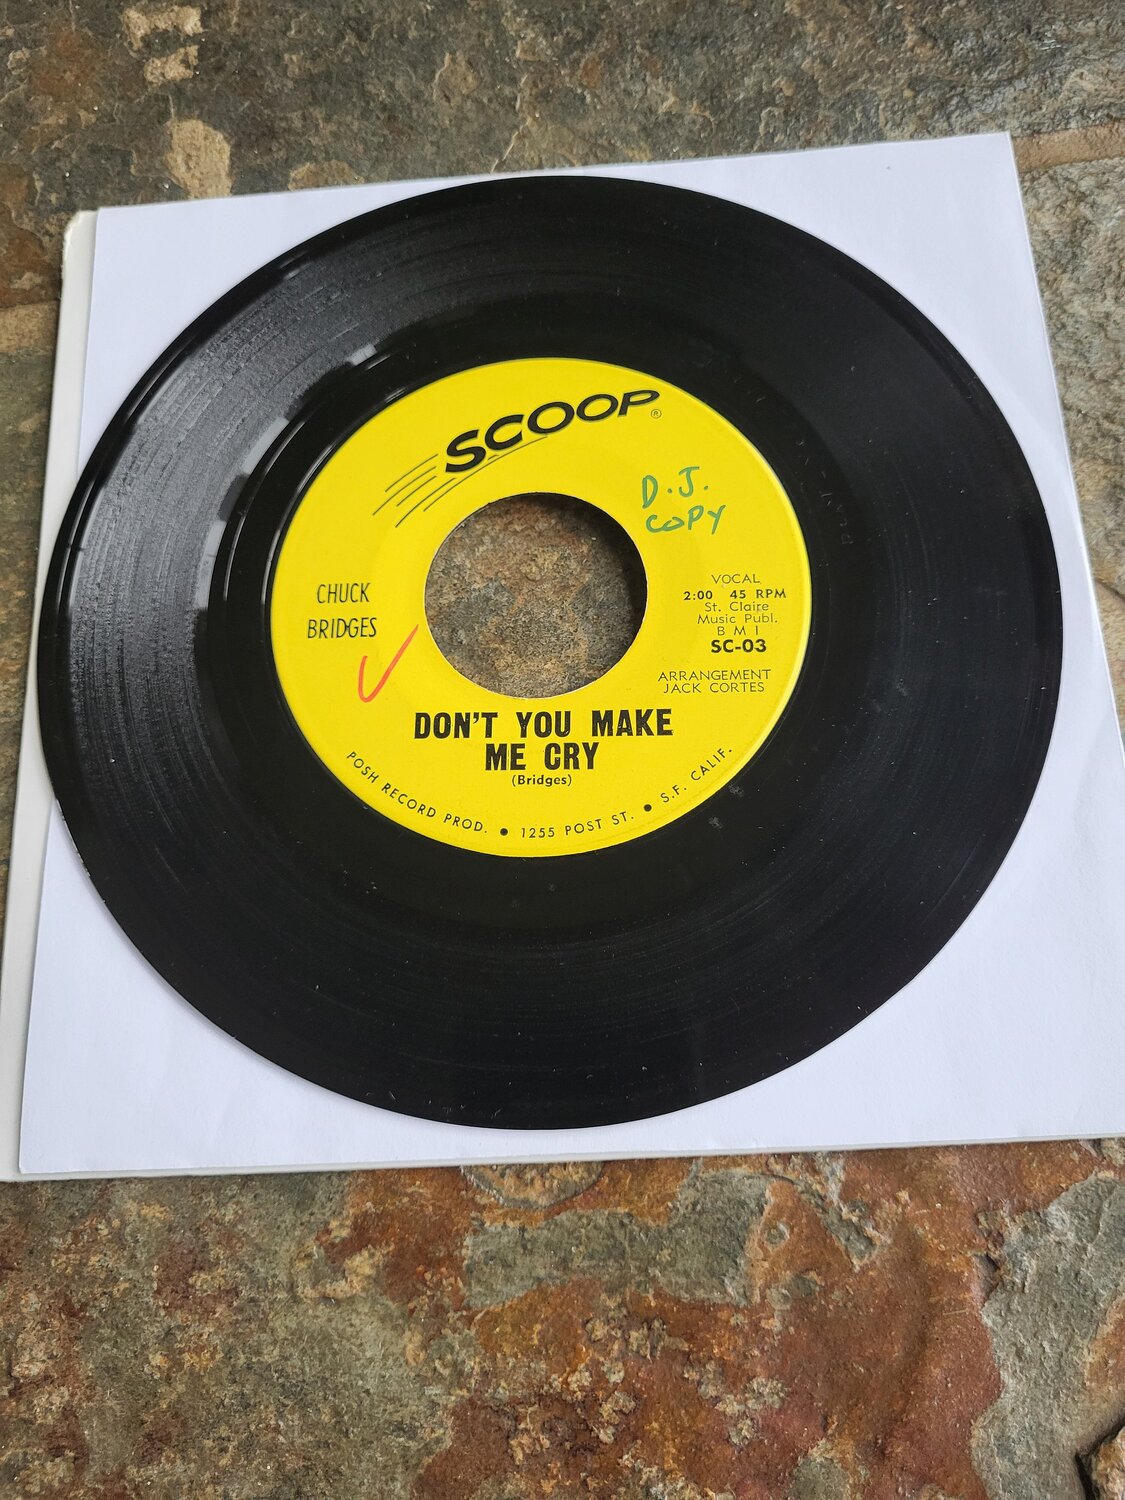 SCOOP
®
D.J.
COPY
CHUCK
BRIDGES
VOCAL
2:00 45 RPM
St. Claire
Music Publ.
B M I
SC-03
ARRANGEMENT
JACK CORTES
DON'T YOU MAKE
ME CRY
(Bridges)
POSH RECORD PROD. ● 1255 POST ST. ● S.F. CALIF.